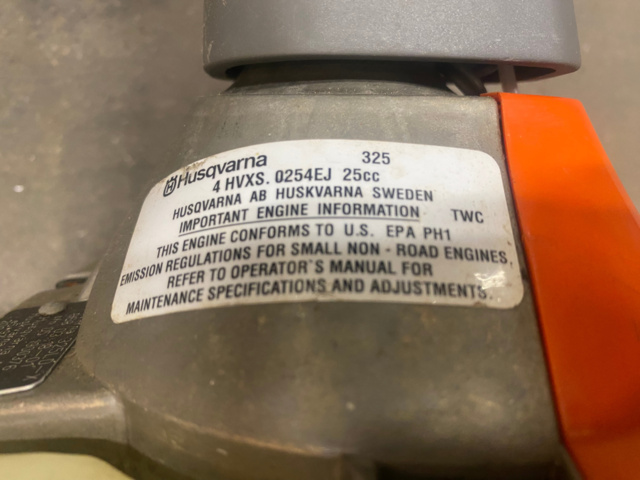 Husqvarna 325
4 HVXS. 0254EJ 25cc
HUSQVARNA AB HUSKVARNA SWEDEN
IMPORTANT ENGINE INFORMATION TWC
THIS ENGINE CONFORMS TO U.S. EPA PH1
EMISSION REGULATIONS FOR SMALL NON - ROAD ENGINES.
REFER TO OPERATOR'S MANUAL FOR
MAINTENANCE SPECIFICATIONS AND ADJUSTMENTS.